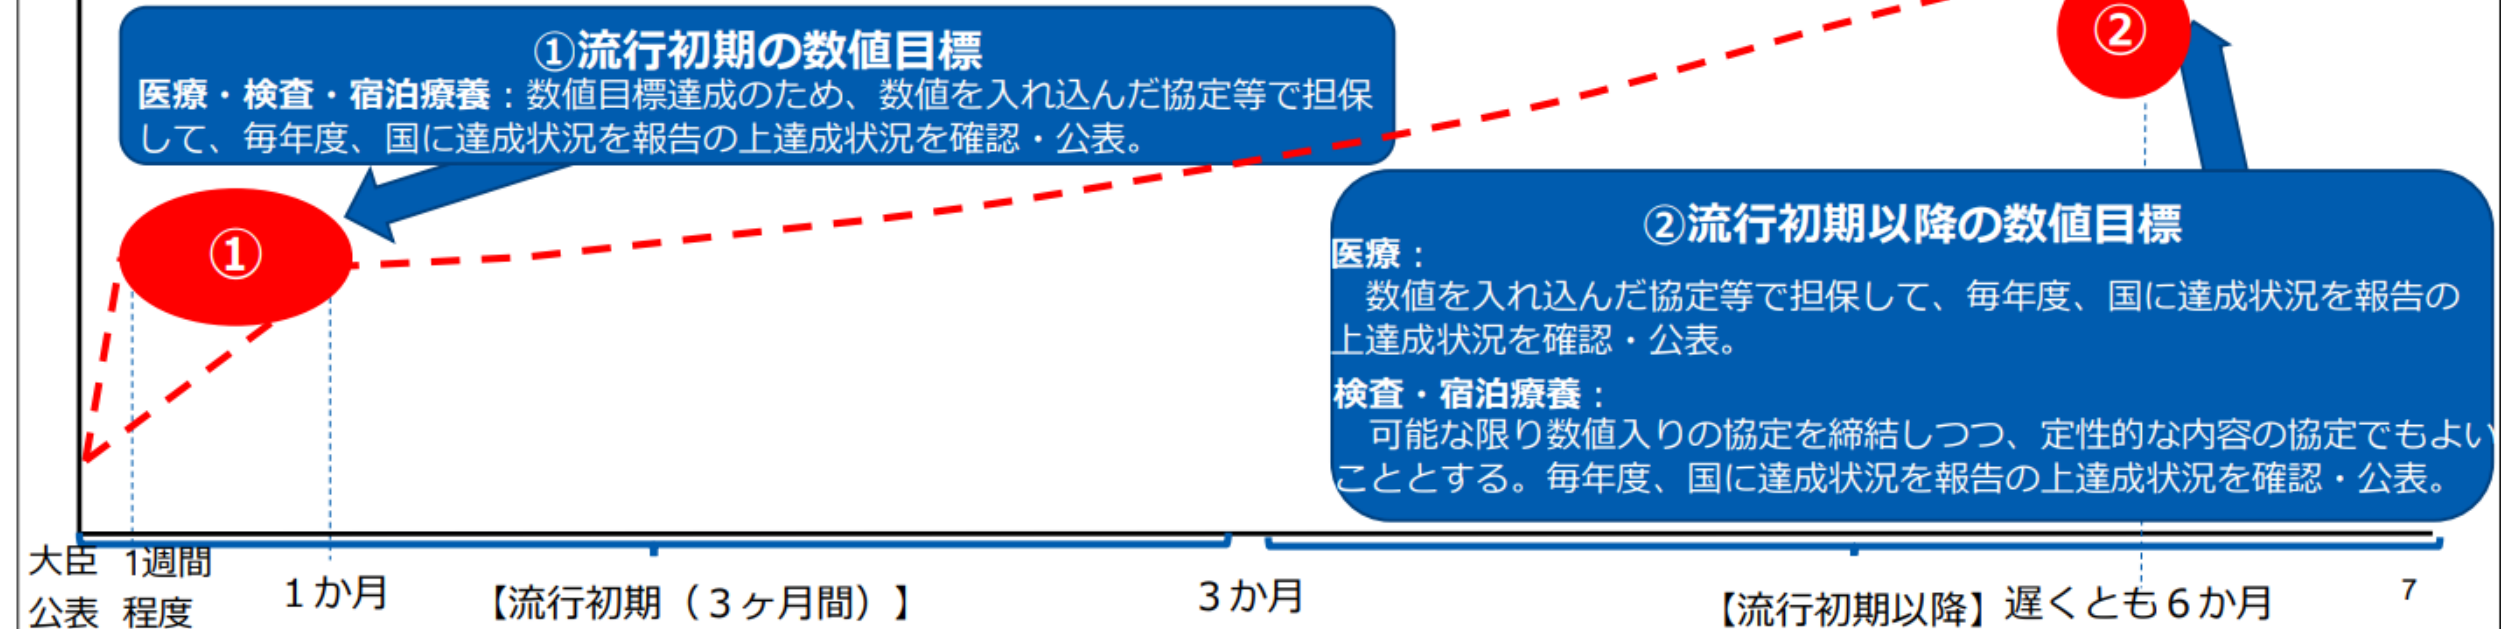 ①流行初期の数値目標
医療・検査・宿泊療養：数値目標達成のため、数値を入れ込んだ協定等で担保
して、毎年度、国に達成状況を報告の上達成状況を確認・公表。
②
①
②流行初期以降の数値目標
医療：
数値を入れ込んだ協定等で担保して、毎年度、国に達成状況を報告の
上達成状況を確認・公表。
検査・宿泊療養：
可能な限り数値入りの協定を締結しつつ、定性的な内容の協定でもよい
こととする。毎年度、国に達成状況を報告の上達成状況を確認・公表。
大臣
公表
1週間
程度
１か月
【流行初期（３ヶ月間）】
３か月
【流行初期以降】
遅くとも６か月
7